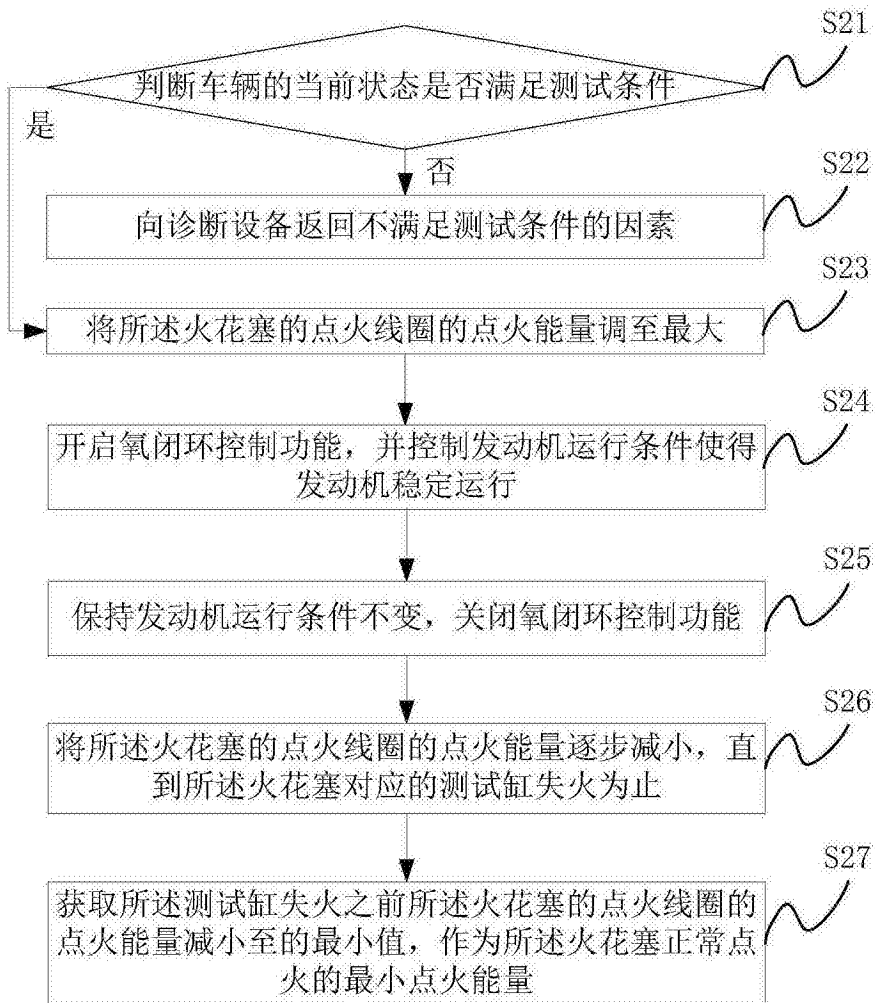 S21
判断车辆的当前状态是否满足测试条件
是
否
S22
向诊断设备返回不满足测试条件的因素
S23
将所述火花塞的点火线圈的点火能量调至最大
S24
开启氧闭环控制功能，并控制发动机运行条件使得
发动机稳定运行
S25
保持发动机运行条件不变，关闭氧闭环控制功能
S26
将所述火花塞的点火线圈的点火能量逐步减小，直
到所述火花塞对应的测试缸失火为止
S27
获取所述测试缸失火之前所述火花塞的点火线圈的
点火能量减小至的最小值，作为所述火花塞正常点
火的最小点火能量